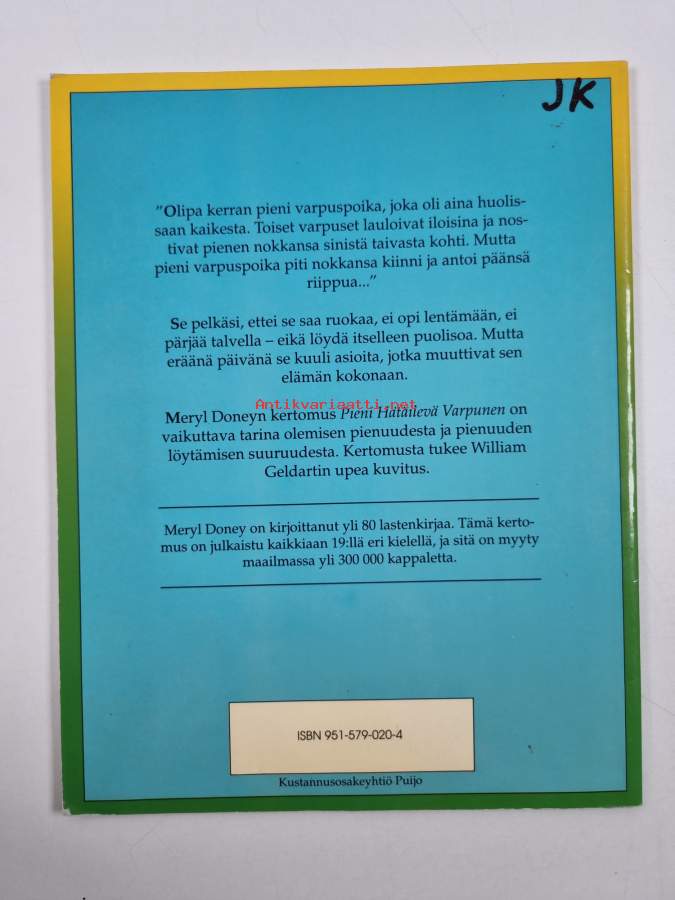 JK
"Olipa kerran pieni varpuspoika, joka oli aina huolis-
saan kaikesta. Toiset varpuset lauloivat iloisina ja nos-
tivat pienen nokkansa sinistä taivasta kohti. Mutta
pieni varpuspoika piti nokkansa kiinni ja antoi päänsä
riippua..."
Se pelkäsi, ettei se saa ruokaa, ei opi lentämään, ei
pärjää talvella – eikä löydä itselleen puolisoa. Mutta
eräänä päivänä se kuuli asioita, jotka muuttivat sen
elämän kokonaan.
Antikvariaatti.net
Meryl Doneyn kertomus Pieni Hätäilevä Varpunen on
vaikuttava tarina olemisen pienuudesta ja pienuuden
löytämisen suuruudesta. Kertomusta tukee William
Geldartin upea kuvitus.
Meryl Doney on kirjoittanut yli 80 lastenkirjaa. Tämä kerto-
mus on julkaistu kaikkiaan 19:llä eri kielellä, ja sitä on myyty
maailmassa yli 300 000 kappaletta.
ISBN 951-579-020-4
Kustannusosakeyhtiö Puijo